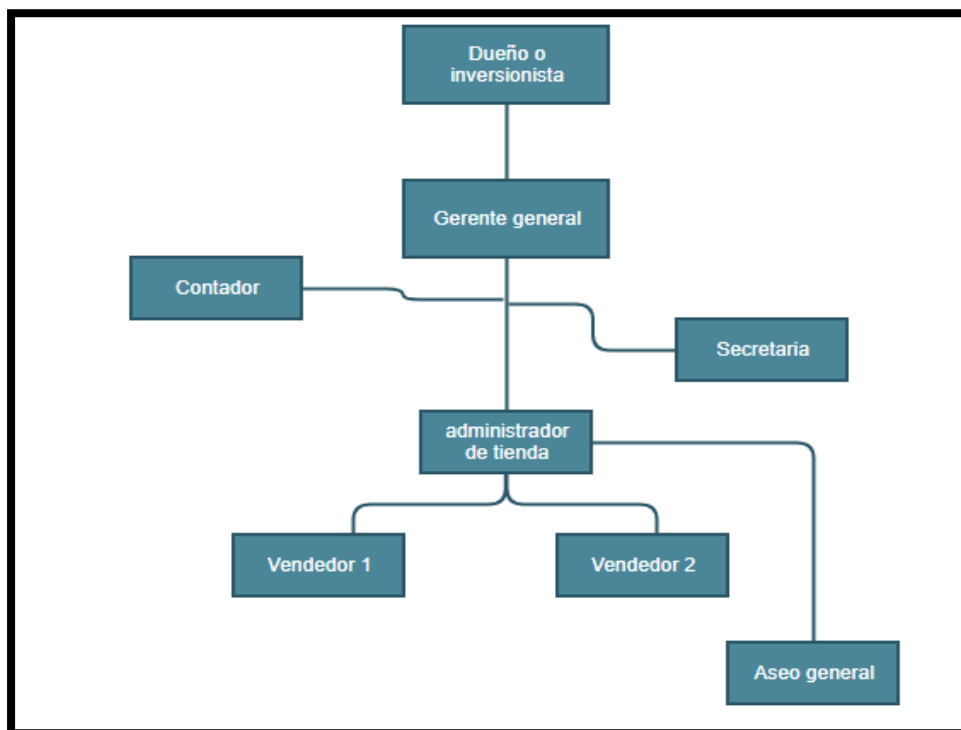 Dueño o
inversionista
Gerente general
Contador
Secretaria
administrador
de tienda
Vendedor 1
Vendedor 2
Aseo general